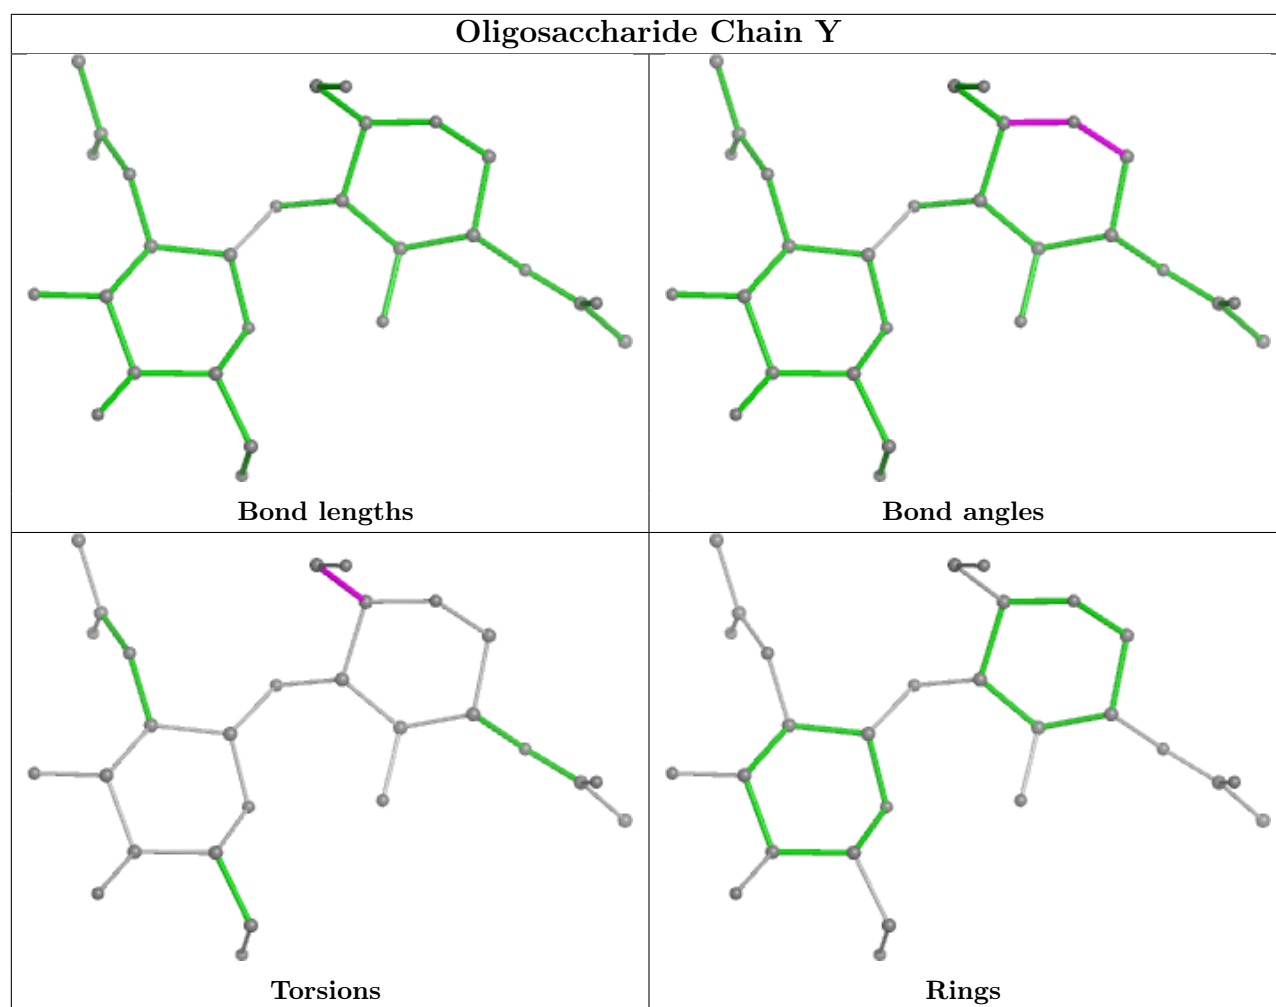 Oligosaccharide Chain Y
Bond lengths
Bond angles
Torsions
Rings